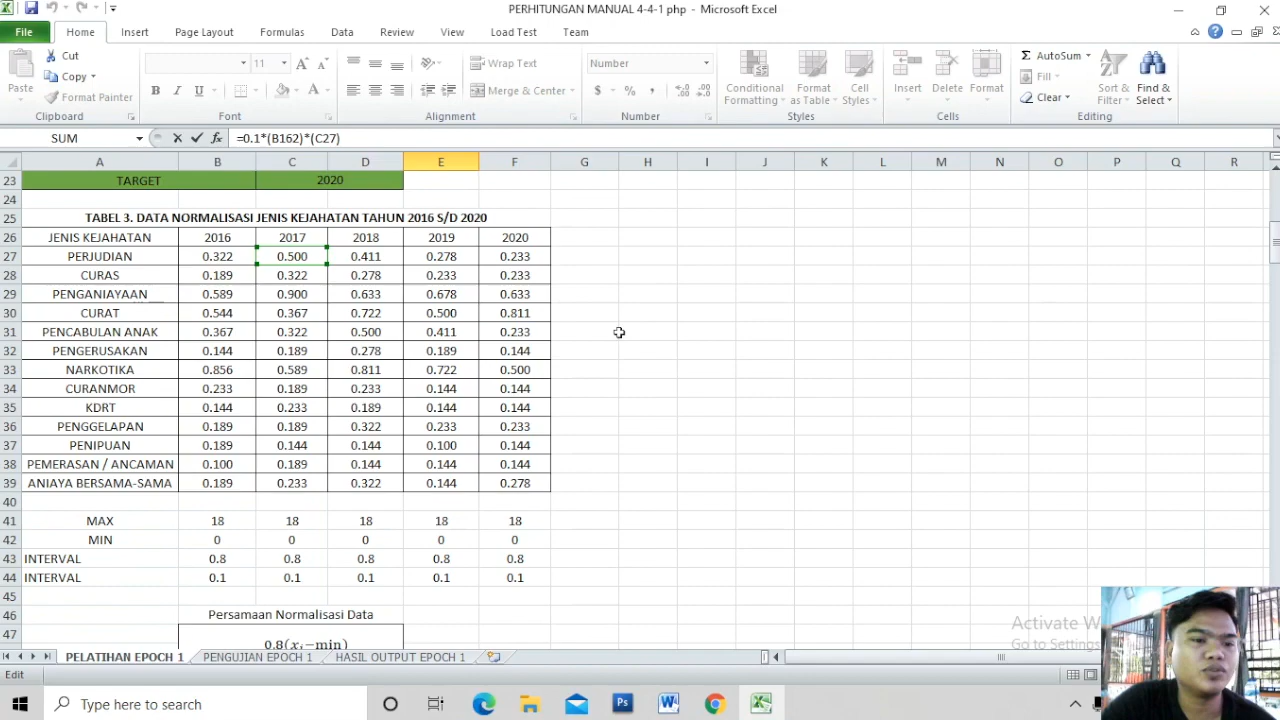 PERHITUNGAN MANUAL 4-4-1 php - Microsoft Excel
File Home Insert Page Layout Formulas Data Review View Load Test Team
Paste
Cut
Copy
Format Painter
Clipboard
11
Font
Wrap Text
Merge & Center
Alignment
Number
Number
Conditional Formatting
Format as Table
Cell Styles
Styles
Insert Delete Format
Cells
AutoSum
Fill
Clear
Sort & Filter
Find & Select
Editing
SUM =0.1*(B162)*(C27)
A B C D E F G H I J K L M N O P Q R
23 TARGET 2020
24
25 TABEL 3. DATA NORMALISASI JENIS KEJAHATAN TAHUN 2016 S/D 2020
26 JENIS KEJAHATAN 2016 2017 2018 2019 2020
27 PERJUDIAN 0.322 0.500 0.411 0.278 0.233
28 CURAS 0.189 0.322 0.278 0.233 0.233
29 PENGANIAYAAN 0.589 0.900 0.633 0.678 0.633
30 CURAT 0.544 0.367 0.722 0.500 0.811
31 PENCABULAN ANAK 0.367 0.322 0.500 0.411 0.233
32 PENGERUSAKAN 0.144 0.189 0.278 0.189 0.144
33 NARKOTIKA 0.856 0.589 0.811 0.722 0.500
34 CURANMOR 0.233 0.189 0.233 0.144 0.144
35 KDRT 0.144 0.233 0.189 0.144 0.144
36 PENGGELAPAN 0.189 0.189 0.322 0.233 0.233
37 PENIPUAN 0.189 0.144 0.144 0.100 0.144
38 PEMERASAN / ANCAMAN 0.100 0.189 0.144 0.144 0.144
39 ANIAYA BERSAMA-SAMA 0.189 0.233 0.322 0.144 0.278
40
41 MAX 18 18 18 18 18
42 MIN 0 0 0 0 0
43 INTERVAL 0.8 0.8 0.8 0.8 0.8
44 INTERVAL 0.1 0.1 0.1 0.1 0.1
45
46 Persamaan Normalisasi Data
47 0.8(xᵢ−min)
Activate W
Go to Settings
PELATIHAN EPOCH 1 PENGUJIAN EPOCH 1 HASIL OUTPUT EPOCH 1
Edit
Type here to search